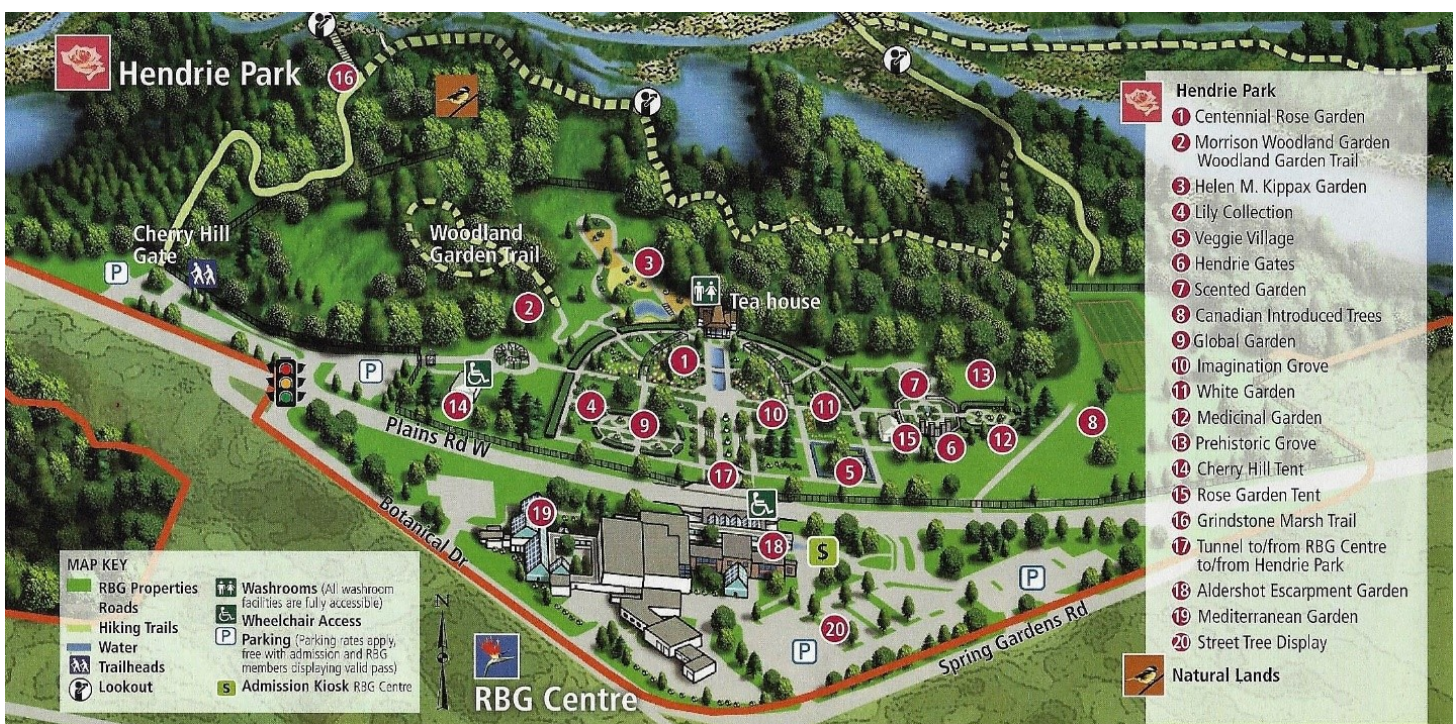 Hendrie Park
16
Cherry Hill
Gate
P
Woodland
Garden Trail
3
2
Tea house
1
P
14
4
9
10
11
7
13
15
6
12
8
5
17
Plains Rd W
Botanical Dr
19
18
$
20
P
P
Spring Gardens Rd
N
RBG Centre
MAP KEY
RBG Properties
Roads
Hiking Trails
Water
Trailheads
Lookout
Washrooms (All washroom
facilities are fully accessible)
Wheelchair Access
P Parking (Parking rates apply,
free with admission and RBG
members displaying valid pass)
$ Admission Kiosk RBG Centre
Hendrie Park
1 Centennial Rose Garden
2 Morrison Woodland Garden
Woodland Garden Trail
3 Helen M. Kippax Garden
4 Lily Collection
5 Veggie Village
6 Hendrie Gates
7 Scented Garden
8 Canadian Introduced Trees
9 Global Garden
10 Imagination Grove
11 White Garden
12 Medicinal Garden
13 Prehistoric Grove
14 Cherry Hill Tent
15 Rose Garden Tent
16 Grindstone Marsh Trail
17 Tunnel to/from RBG Centre
to/from Hendrie Park
18 Aldershot Escarpment Garden
19 Mediterranean Garden
20 Street Tree Display
Natural Lands